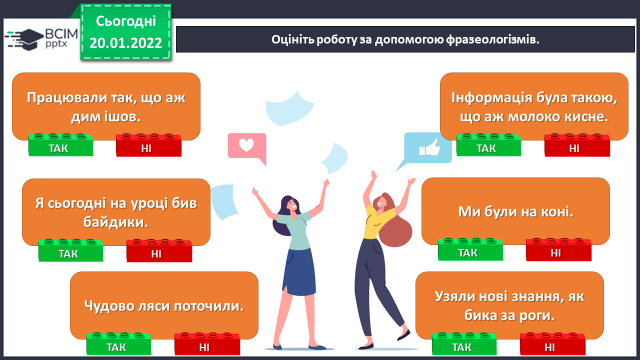 Сьогодні
20.01.2022
ВСІМ
pptx
Оцініть роботу за допомогою фразеологізмів.
Працювали так, що аж
дим ішов.
ТАК
НІ
Інформація була такою,
що аж молоко кисне.
ТАК
НІ
Я сьогодні на уроці бив
байдики.
ТАК
НІ
Ми були на коні.
ТАК
НІ
Чудово ляси поточили.
ТАК
НІ
Узяли нові знання, як
бика за роги.
ТАК
НІ